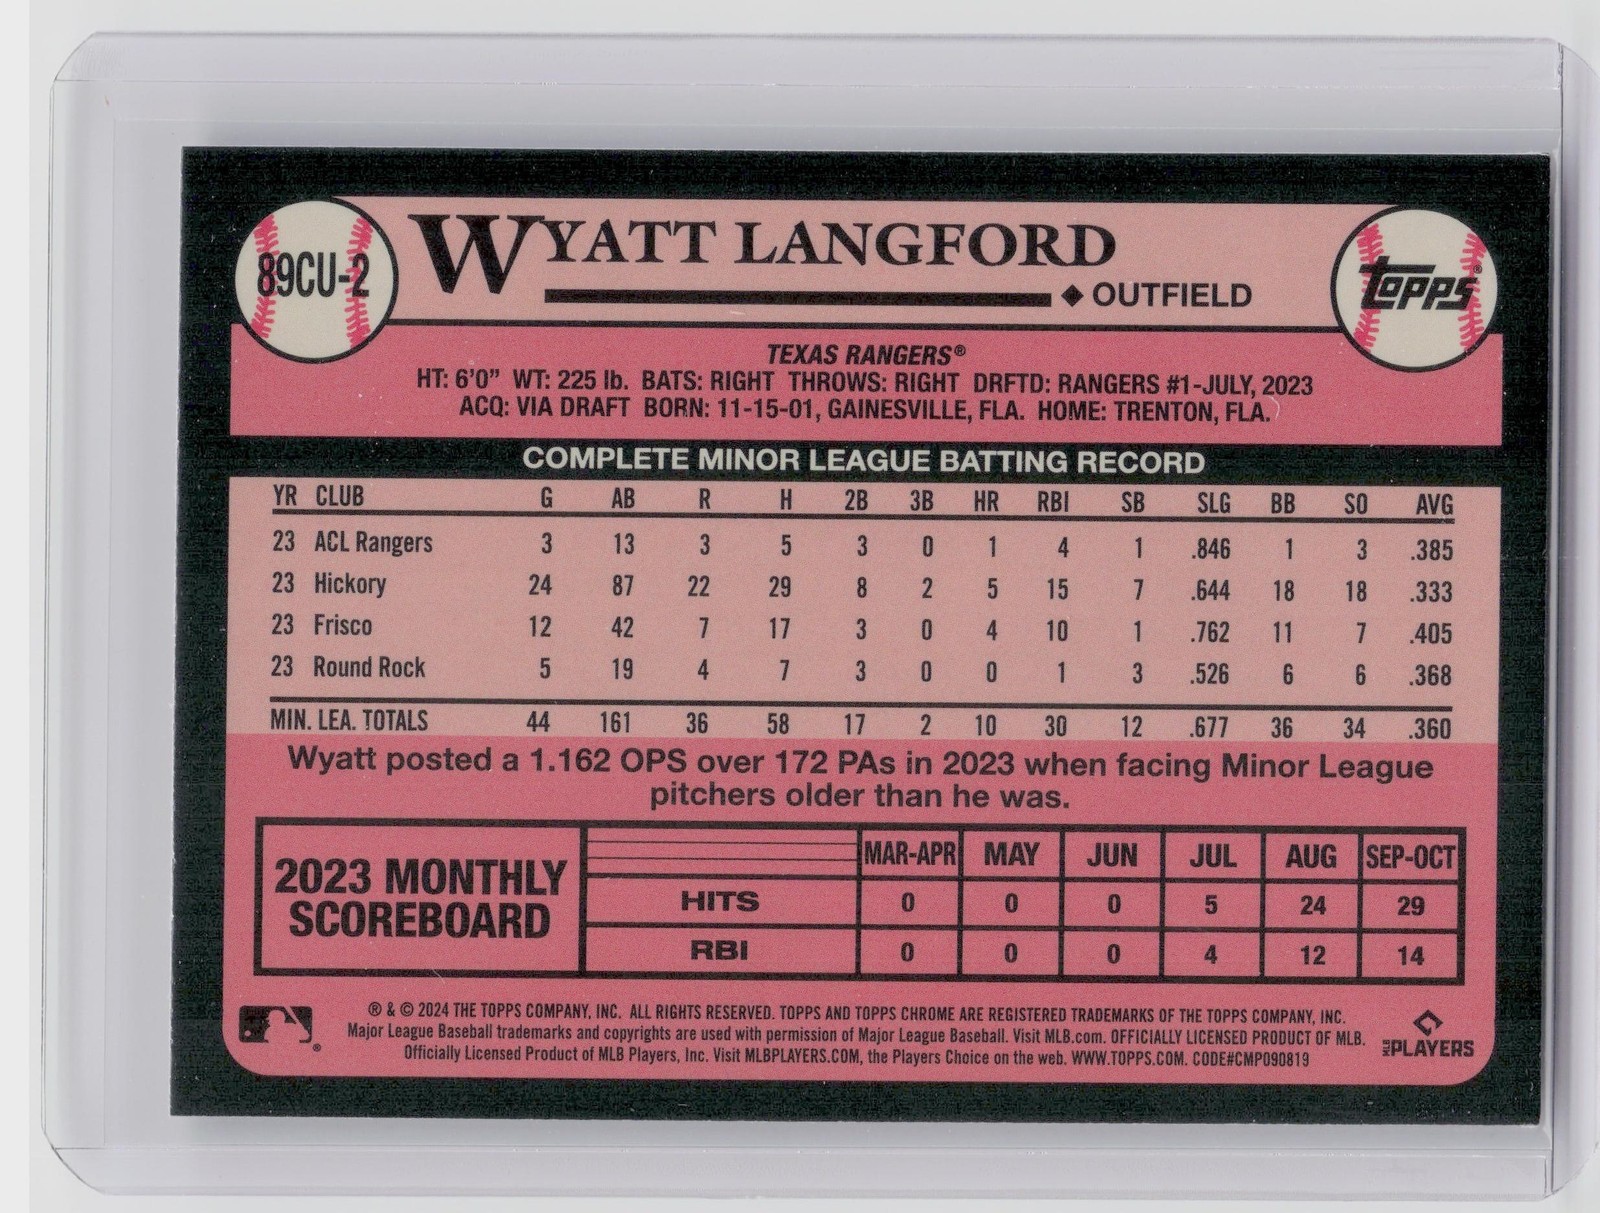 89CU-2
WYATT LANGFORD
◆ OUTFIELD
topps®
TEXAS RANGERS®
HT: 6'0" WT: 225 lb. BATS: RIGHT THROWS: RIGHT DRFTD: RANGERS #1-JULY, 2023
ACQ: VIA DRAFT BORN: 11-15-01, GAINESVILLE, FLA. HOME: TRENTON, FLA.
COMPLETE MINOR LEAGUE BATTING RECORD
YR CLUB G AB R H 2B 3B HR RBI SB SLG BB SO AVG
23 ACL Rangers 3 13 3 5 3 0 1 4 1 .846 1 3 .385
23 Hickory 24 87 22 29 8 2 5 15 7 .644 18 18 .333
23 Frisco 12 42 7 17 3 0 4 10 1 .762 11 7 .405
23 Round Rock 5 19 4 7 3 0 0 1 3 .526 6 6 .368
MIN. LEA. TOTALS 44 161 36 58 17 2 10 30 12 .677 36 34 .360
Wyatt posted a 1.162 OPS over 172 PAs in 2023 when facing Minor League
pitchers older than he was.
2023 MONTHLY
SCOREBOARD
MAR-APR MAY JUN JUL AUG SEP-OCT
HITS 0 0 0 5 24 29
RBI 0 0 0 4 12 14
® & © 2024 THE TOPPS COMPANY, INC. ALL RIGHTS RESERVED. TOPPS AND TOPPS CHROME ARE REGISTERED TRADEMARKS OF THE TOPPS COMPANY, INC.
Major League Baseball trademarks and copyrights are used with permission of Major League Baseball. Visit MLB.com. OFFICIALLY LICENSED PRODUCT OF MLB.
Officially Licensed Product of MLB Players, Inc. Visit MLBPLAYERS.COM, the Players Choice on the web. WWW.TOPPS.COM. CODE#CMP090819
®
MLB PLAYERS